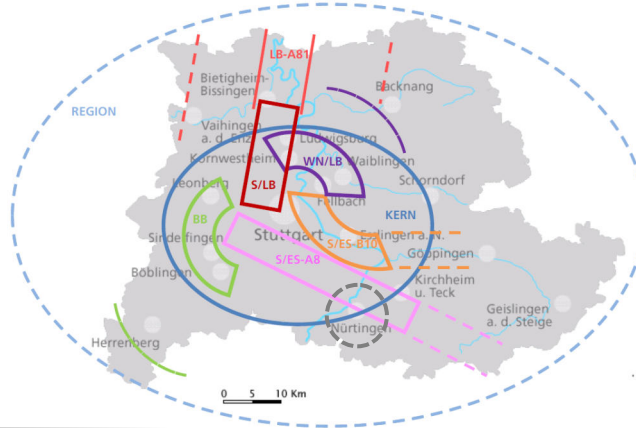 LB-A81
Bietigheim-
Bissingen
Backnang
REGION
Vaihingen
a. d. Enz
Ludwigsburg
Kornwestheim
WN/LB
Waiblingen
Leonberg
S/LB
Schorndorf
Fellbach
BB
KERN
Stuttgart
Esslingen a. N.
S/ES-B10
Sindelfingen
Göppingen
S/ES-A8
Böblingen
Kirchheim
u. Teck
Geislingen
a. d. Steige
Nürtingen
Herrenberg
0 5 10 Km